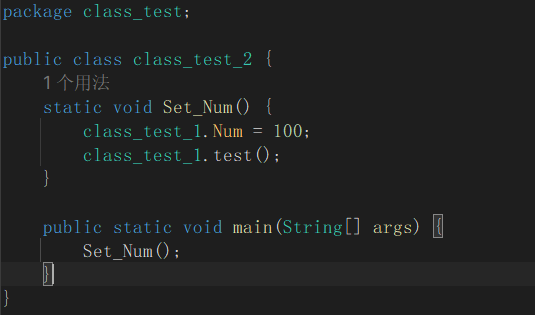 package class_test;
public class class_test_2 {
1 个用法
static void Set_Num() {
class_test_1.Num = 100;
class_test_1.test();
}
public static void main(String[] args) {
Set_Num();
}
}